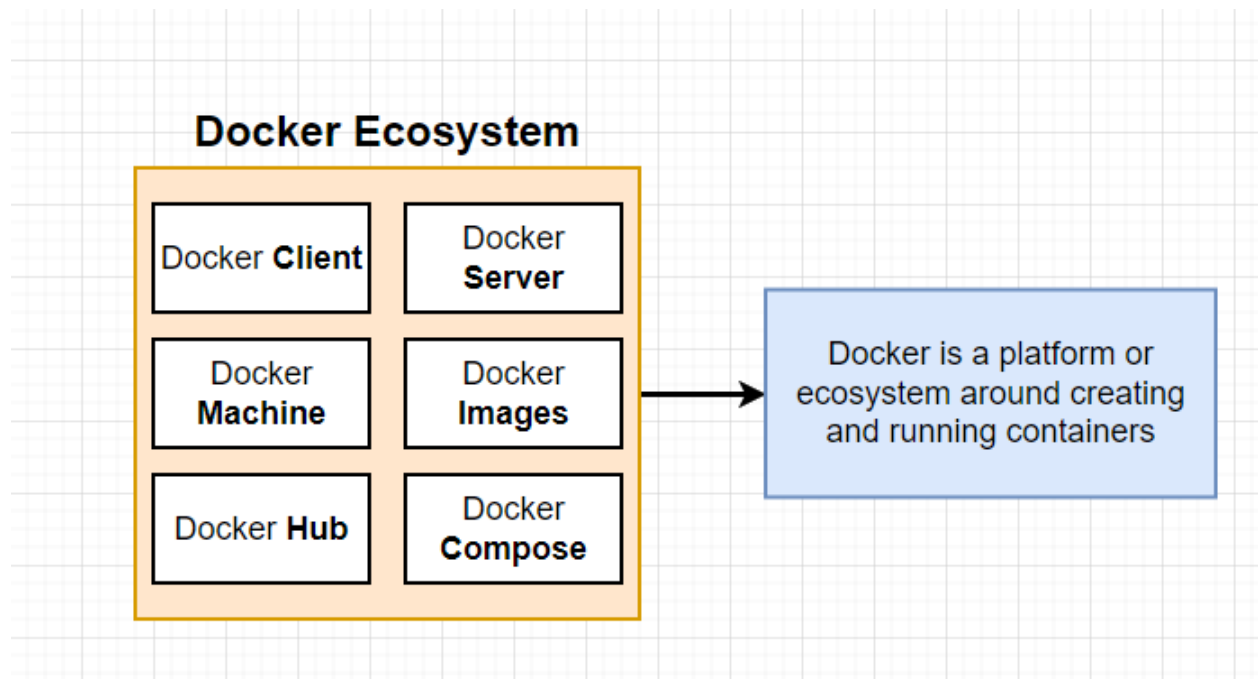 Docker Ecosystem
Docker Client
Docker
Server
Docker
Machine
Docker
Images
Docker Hub
Docker
Compose
Docker is a platform or
ecosystem around creating
and running containers